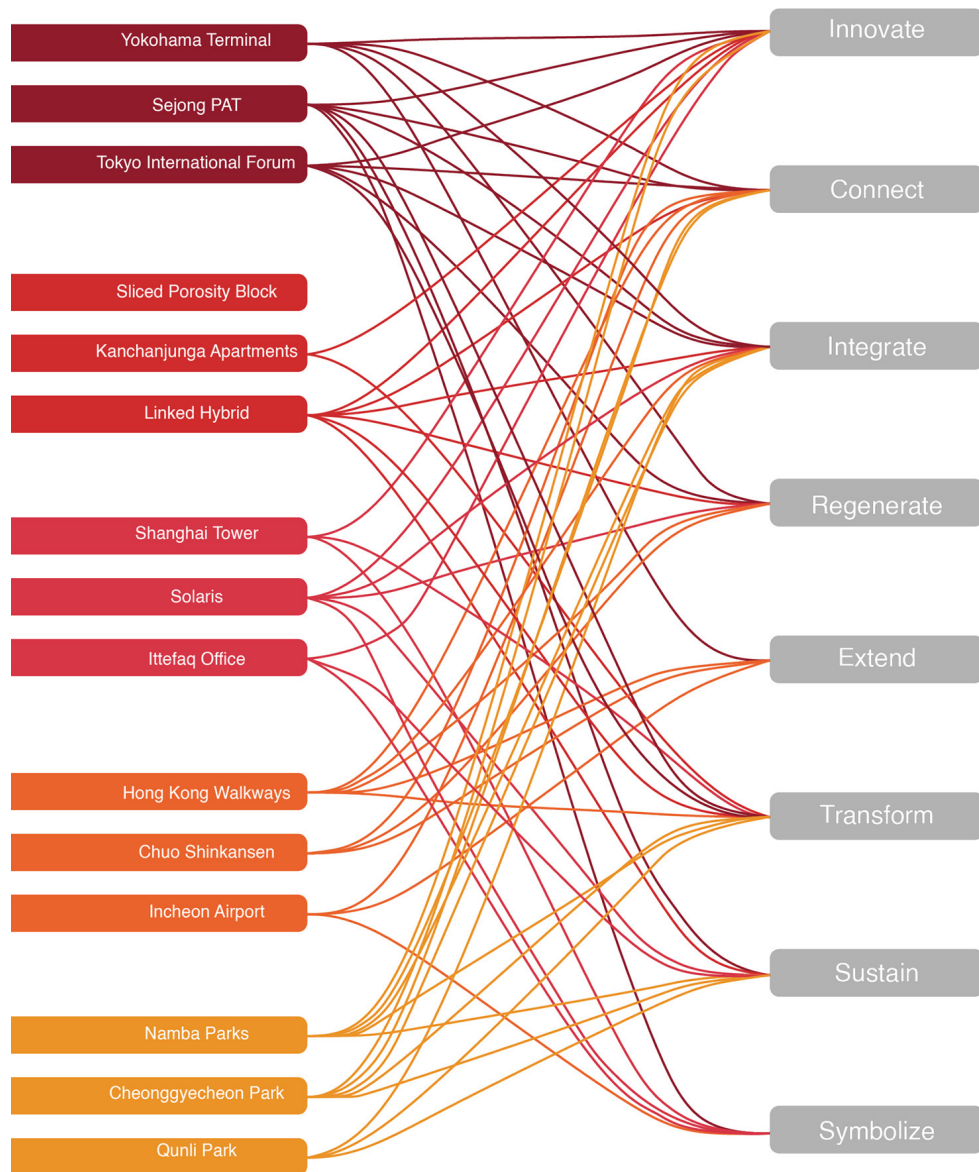 Yokohama Terminal
Sejong PAT
Tokyo International Forum
Sliced Porosity Block
Kanchanjunga Apartments
Linked Hybrid
Shanghai Tower
Solaris
Ittefaq Office
Hong Kong Walkways
Chuo Shinkansen
Incheon Airport
Namba Parks
Cheonggyecheon Park
Qunli Park
Innovate
Connect
Integrate
Regenerate
Extend
Transform
Sustain
Symbolize